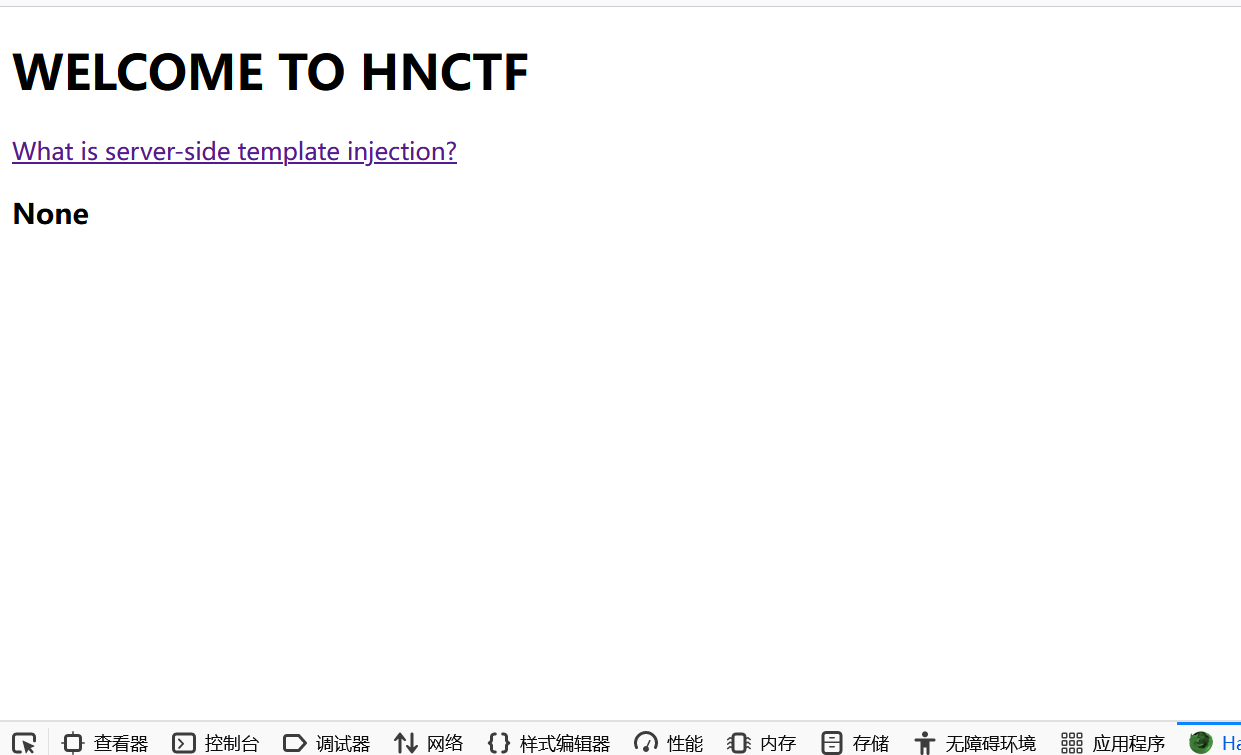 WELCOME TO HNCTF
What is server-side template injection?
None
查看器 控制台 调试器 网络 样式编辑器 性能 内存 存储 无障碍环境 应用程序 Ha